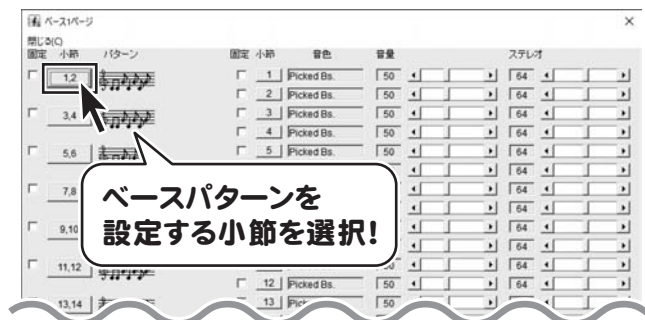 ベース1ページ
閉じる(C)
固定 小節 パターン 固定 小節 音色 音量 ステレオ
1,2 1 Picked Bs. 50 64
2 Picked Bs. 50 64
3,4 3 Picked Bs. 50 64
4 Picked Bs. 50 64
5,6 5 Picked Bs. 50 64
64
7,8 64
64
9,10 64
64
11,12 64
12 Picked Bs. 50 64
13,14 13 50 64
ベースパターンを
設定する小節を選択!